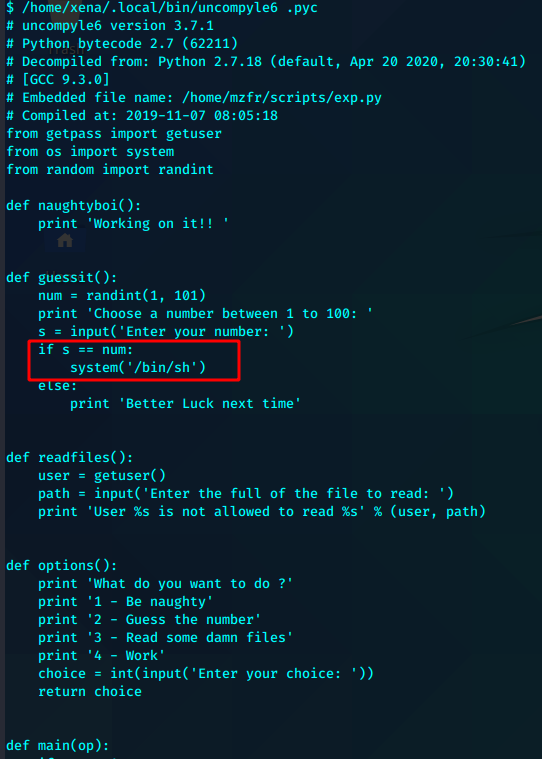 $ /home/xena/.local/bin/uncompyle6 .pyc
# uncompyle6 version 3.7.1
# Python bytecode 2.7 (62211)
# Decompiled from: Python 2.7.18 (default, Apr 20 2020, 20:30:41)
# [GCC 9.3.0]
# Embedded file name: /home/mzfr/scripts/exp.py
# Compiled at: 2019-11-07 08:05:18
from getpass import getuser
from os import system
from random import randint
def naughtyboi():
    print 'Working on it!! '
def guessit():
    num = randint(1, 101)
    print 'Choose a number between 1 to 100: '
    s = input('Enter your number: ')
    if s == num:
        system('/bin/sh')
    else:
        print 'Better Luck next time'
def readfiles():
    user = getuser()
    path = input('Enter the full of the file to read: ')
    print 'User %s is not allowed to read %s' % (user, path)
def options():
    print 'What do you want to do ?'
    print '1 - Be naughty'
    print '2 - Guess the number'
    print '3 - Read some damn files'
    print '4 - Work'
    choice = int(input('Enter your choice: '))
    return choice
def main(op):